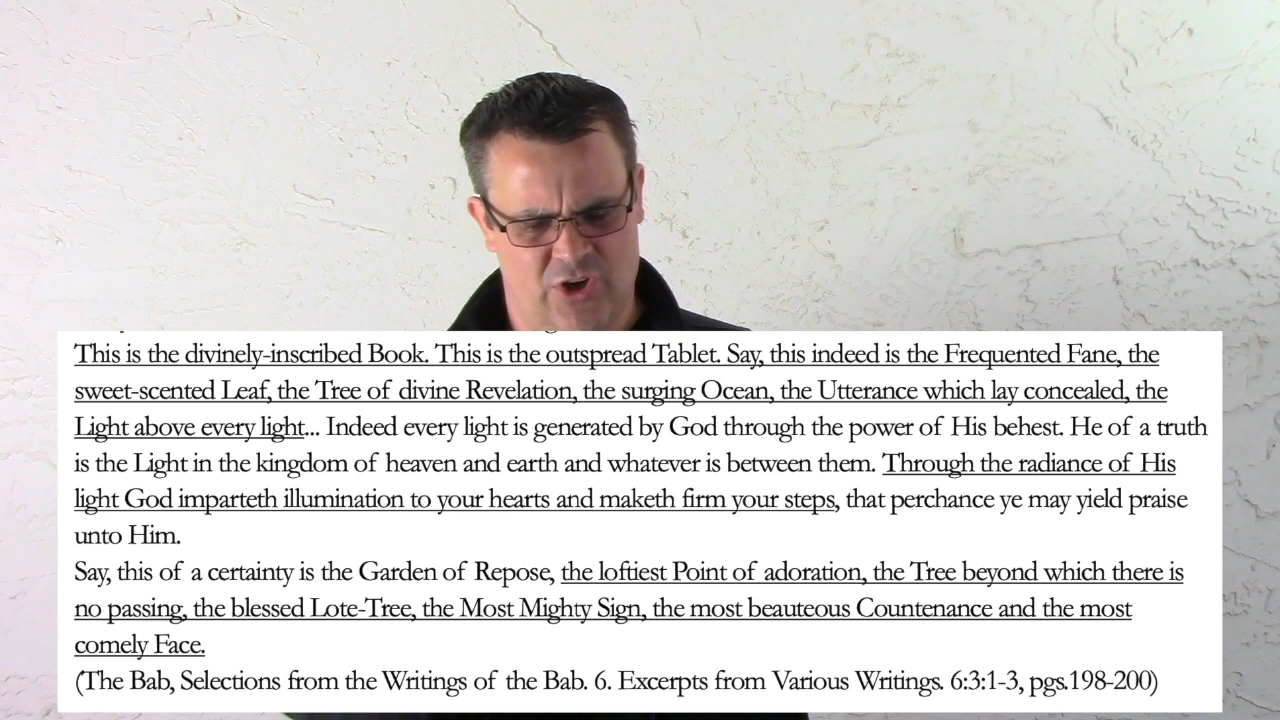 This is the divinely-inscribed Book. This is the outspread Tablet. Say, this indeed is the Frequented Fane, the
sweet-scented Leaf, the Tree of divine Revelation, the surging Ocean, the Utterance which lay concealed, the
Light above every light... Indeed every light is generated by God through the power of His behest. He of a truth
is the Light in the kingdom of heaven and earth and whatever is between them. Through the radiance of His
light God imparteth illumination to your hearts and maketh firm your steps, that perchance ye may yield praise
unto Him.
Say, this of a certainty is the Garden of Repose, the loftiest Point of adoration, the Tree beyond which there is
no passing, the blessed Lote-Tree, the Most Mighty Sign, the most beauteous Countenance and the most
comely Face.
(The Bab, Selections from the Writings of the Bab. 6. Excerpts from Various Writings. 6:3:1-3, pgs.198-200)